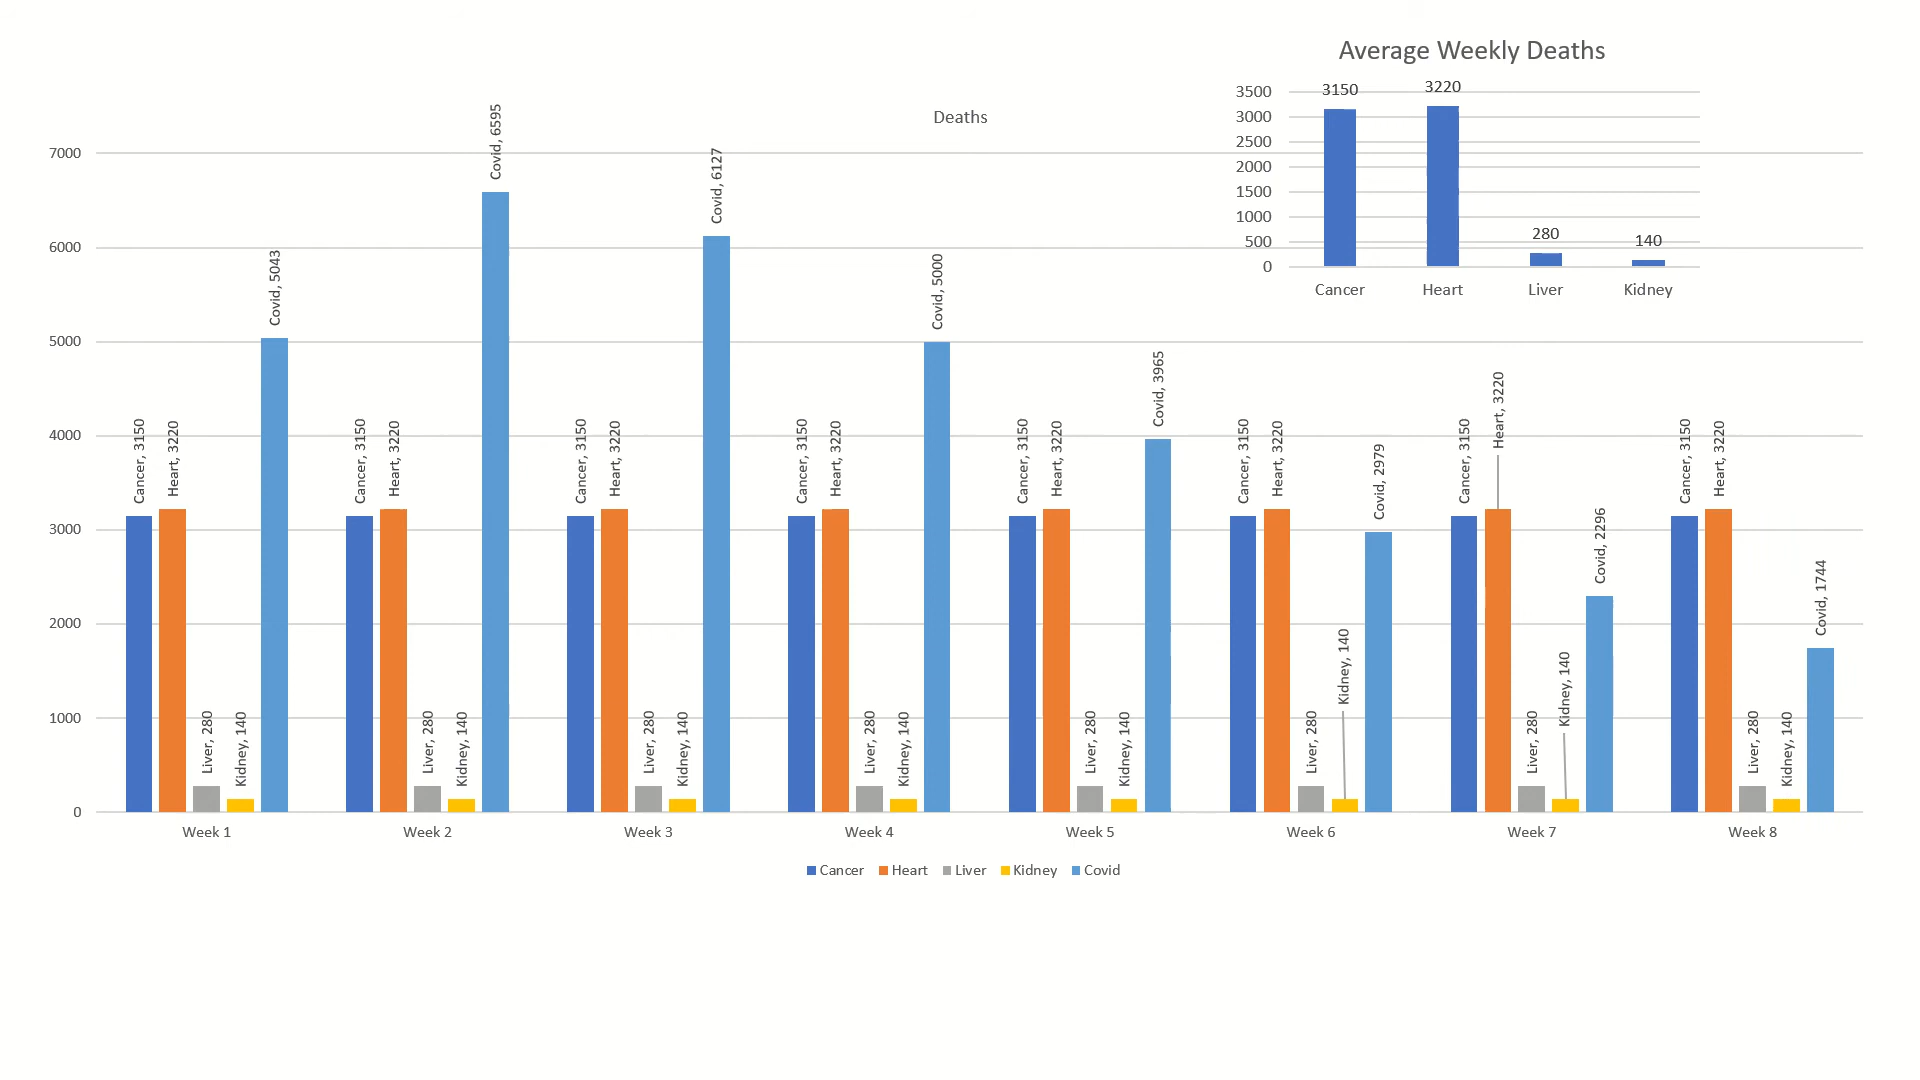 Average Weekly Deaths
3500
3000
2500
2000
1500
1000
500
0
3150
3220
280
140
Cancer
Heart
Liver
Kidney
Deaths
7000
6000
5000
4000
3000
2000
1000
0
Cancer, 3150
Heart, 3220
Liver, 280
Kidney, 140
Covid, 5043
Cancer, 3150
Heart, 3220
Liver, 280
Kidney, 140
Covid, 6595
Cancer, 3150
Heart, 3220
Liver, 280
Kidney, 140
Covid, 6127
Cancer, 3150
Heart, 3220
Liver, 280
Kidney, 140
Covid, 5000
Cancer, 3150
Heart, 3220
Liver, 280
Kidney, 140
Covid, 3965
Cancer, 3150
Heart, 3220
Liver, 280
Kidney, 140
Covid, 2979
Cancer, 3150
Heart, 3220
Liver, 280
Kidney, 140
Covid, 2296
Cancer, 3150
Heart, 3220
Liver, 280
Kidney, 140
Covid, 1744
Week 1
Week 2
Week 3
Week 4
Week 5
Week 6
Week 7
Week 8
Cancer Heart Liver Kidney Covid